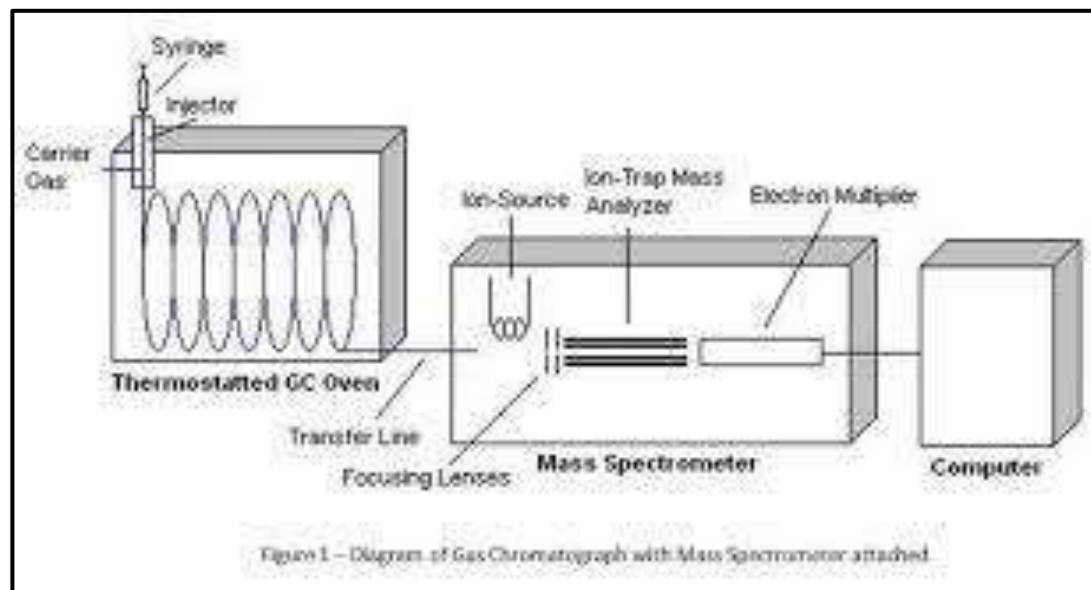 Syringe
Injector
Carrier
Gas
Ion-Source
Ion-Trap Mass
Analyzer
Electron Multiplier
Thermostatted GC Oven
Transfer Line
Focusing Lenses
Mass Spectrometer
Computer
Figure 1 – Diagram of Gas Chromatograph with Mass Spectrometer attached